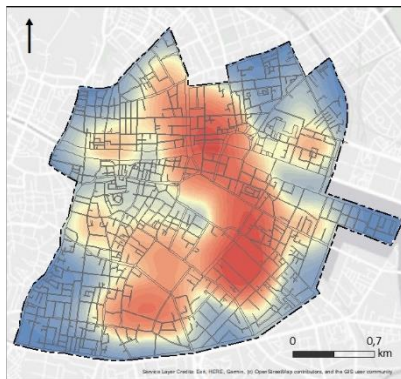 0 0,7
km
Service Layer Credits: Esri, HERE, Garmin, (c) OpenStreetMap contributors, and the GIS user community